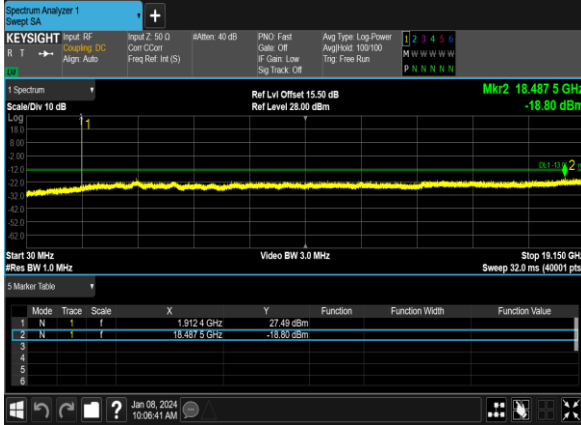 Spectrum Analyzer 1
Swept SA
+
KEYSIGHT Input: RF Input Z: 50 Ω #Atten: 40 dB PNO: Fast Avg Type: Log-Power 1 2 3 4 5 6
R T Coupling: DC Corr CCorr Gate: Off Avg|Hold: 100/100 M W W W W W
Align: Auto Freq Ref: Int (S) IF Gain: Low Trig: Free Run
Sig Track: Off P N N N N N
1 Spectrum Ref Lvl Offset 15.50 dB Mkr2 18.487 5 GHz
Scale/Div 10 dB Ref Level 28.00 dBm -18.80 dBm
Log
18.0
8.00
-2.00
-12.0
-22.0
-32.0
-42.0
-52.0
-62.0
1
2
Start 30 MHz Video BW 3.0 MHz Stop 19.150 GHz
#Res BW 1.0 MHz Sweep 32.0 ms (40001 pts
5 Marker Table
Mode Trace Scale X Y Function Function Width Function Value
1 N 1 f 1.912 4 GHz 27.49 dBm
2 N 1 f 18.487 5 GHz -18.80 dBm
3
4
5
6
? Jan 08, 2024
10:06:41 AM